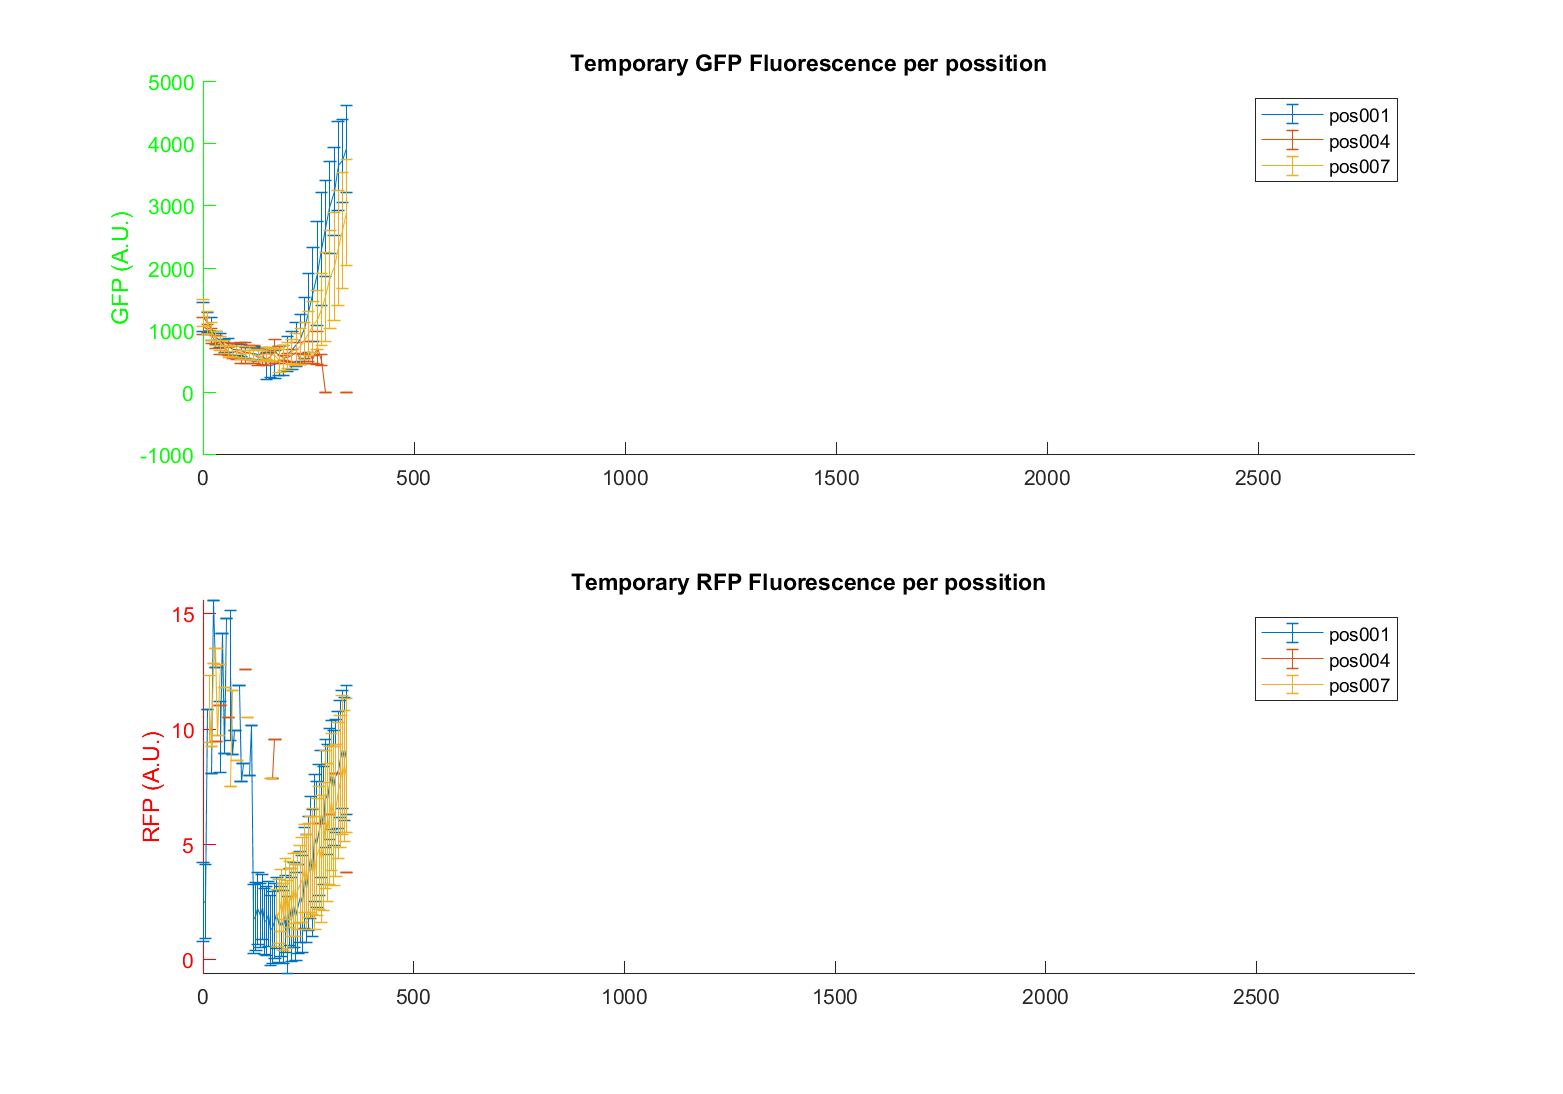 Temporary GFP Fluorescence per possition
5000
4000
3000
2000
1000
0
-1000
GFP (A.U.)
pos001
pos004
pos007
0 500 1000 1500 2000 2500
Temporary RFP Fluorescence per possition
15
10
5
0
RFP (A.U.)
pos001
pos004
pos007
0 500 1000 1500 2000 2500